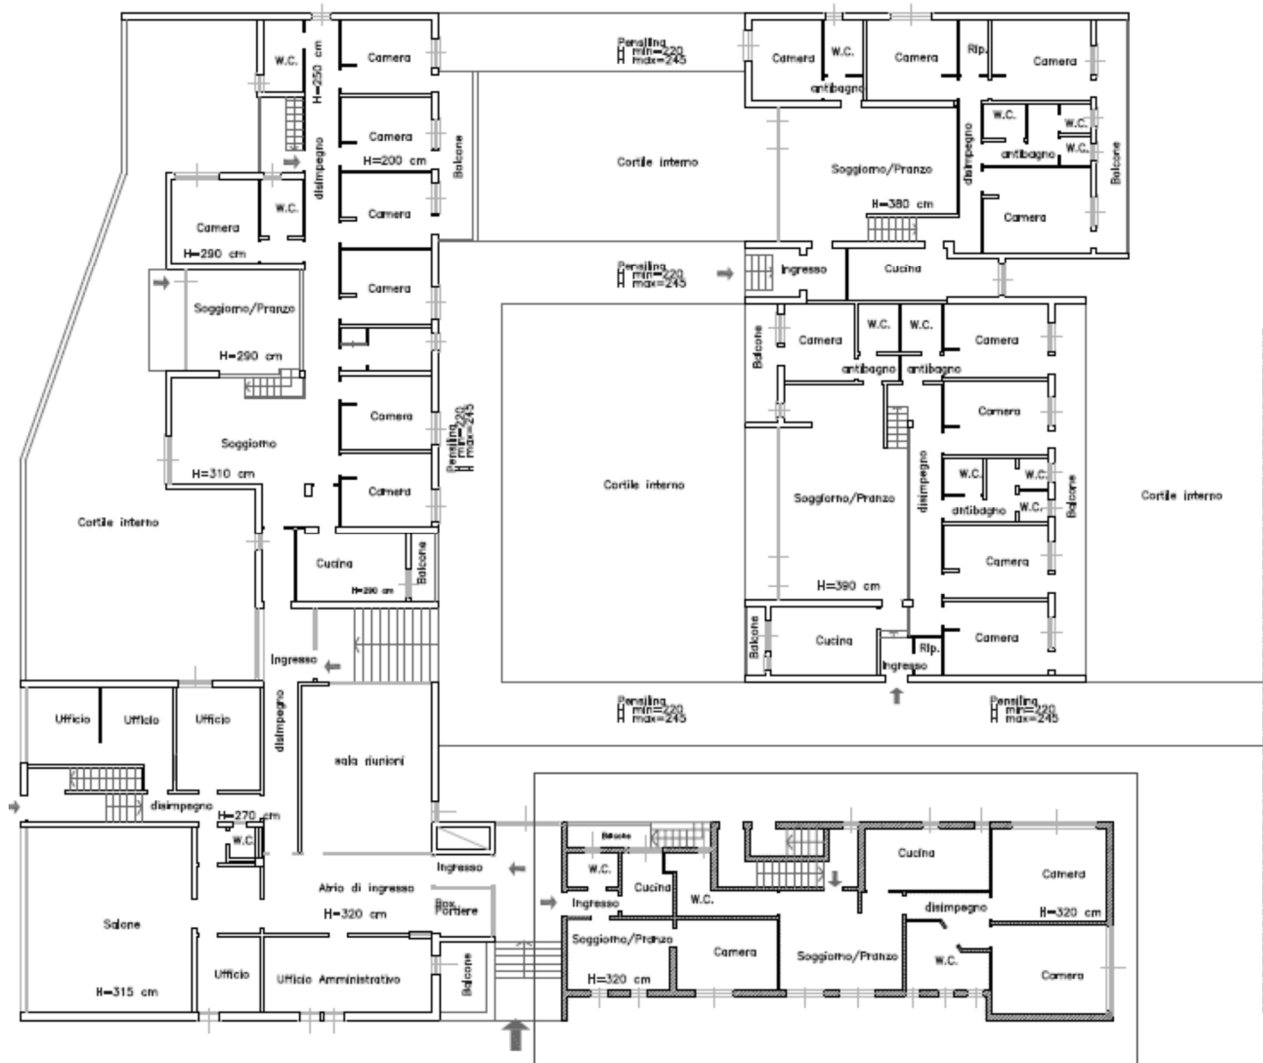 W.C.
H=250 cm
Camera
Pensilina
H min=220
H max=245
Camera
W.C.
Camera
Rip.
Camera
antibagno
Camera
H=200 cm
disimpegno
Balcone
Cortile interno
W.C.
W.C.
W.C.
antibagno
disimpegno
Balcone
Soggiorno/Pranzo
H=380 cm
Camera
W.C.
Camera
H=290 cm
Camera
Pensilina
H min=220
H max=245
Ingresso
Cucina
Camera
Soggiorno/Pranzo
H=290 cm
Balcone
Camera
W.C.
W.C.
Camera
antibagno
antibagno
Camera
Camera
Soggiorno
H=310 cm
Pensilina
H min=220
H max=245
Camera
Cortile interno
Soggiorno/Pranzo
disimpegno
W.C.
W.C.
W.C.
antibagno
Balcone
Cortile interno
Cortile interno
Cucina
H=290 cm
Balcone
Camera
H=390 cm
Balcone
Cucina
Camera
Rip.
Ingresso
Ingresso
Pensilina
H min=220
H max=245
Pensilina
H min=220
H max=245
Ufficio
Ufficio
Ufficio
disimpegno
sala riunioni
disimpegno
H=270 cm
W.C.
Balcone
Cucina
Ingresso
W.C.
Cucina
W.C.
Camera
Atrio di ingresso
H=320 cm
Box
Portiere
Ingresso
disimpegno
H=320 cm
Salone
Soggiorno/Pranzo
H=320 cm
Camera
Soggiorno/Pranzo
W.C.
Camera
Ufficio
Ufficio Amministrativo
Balcone
H=315 cm